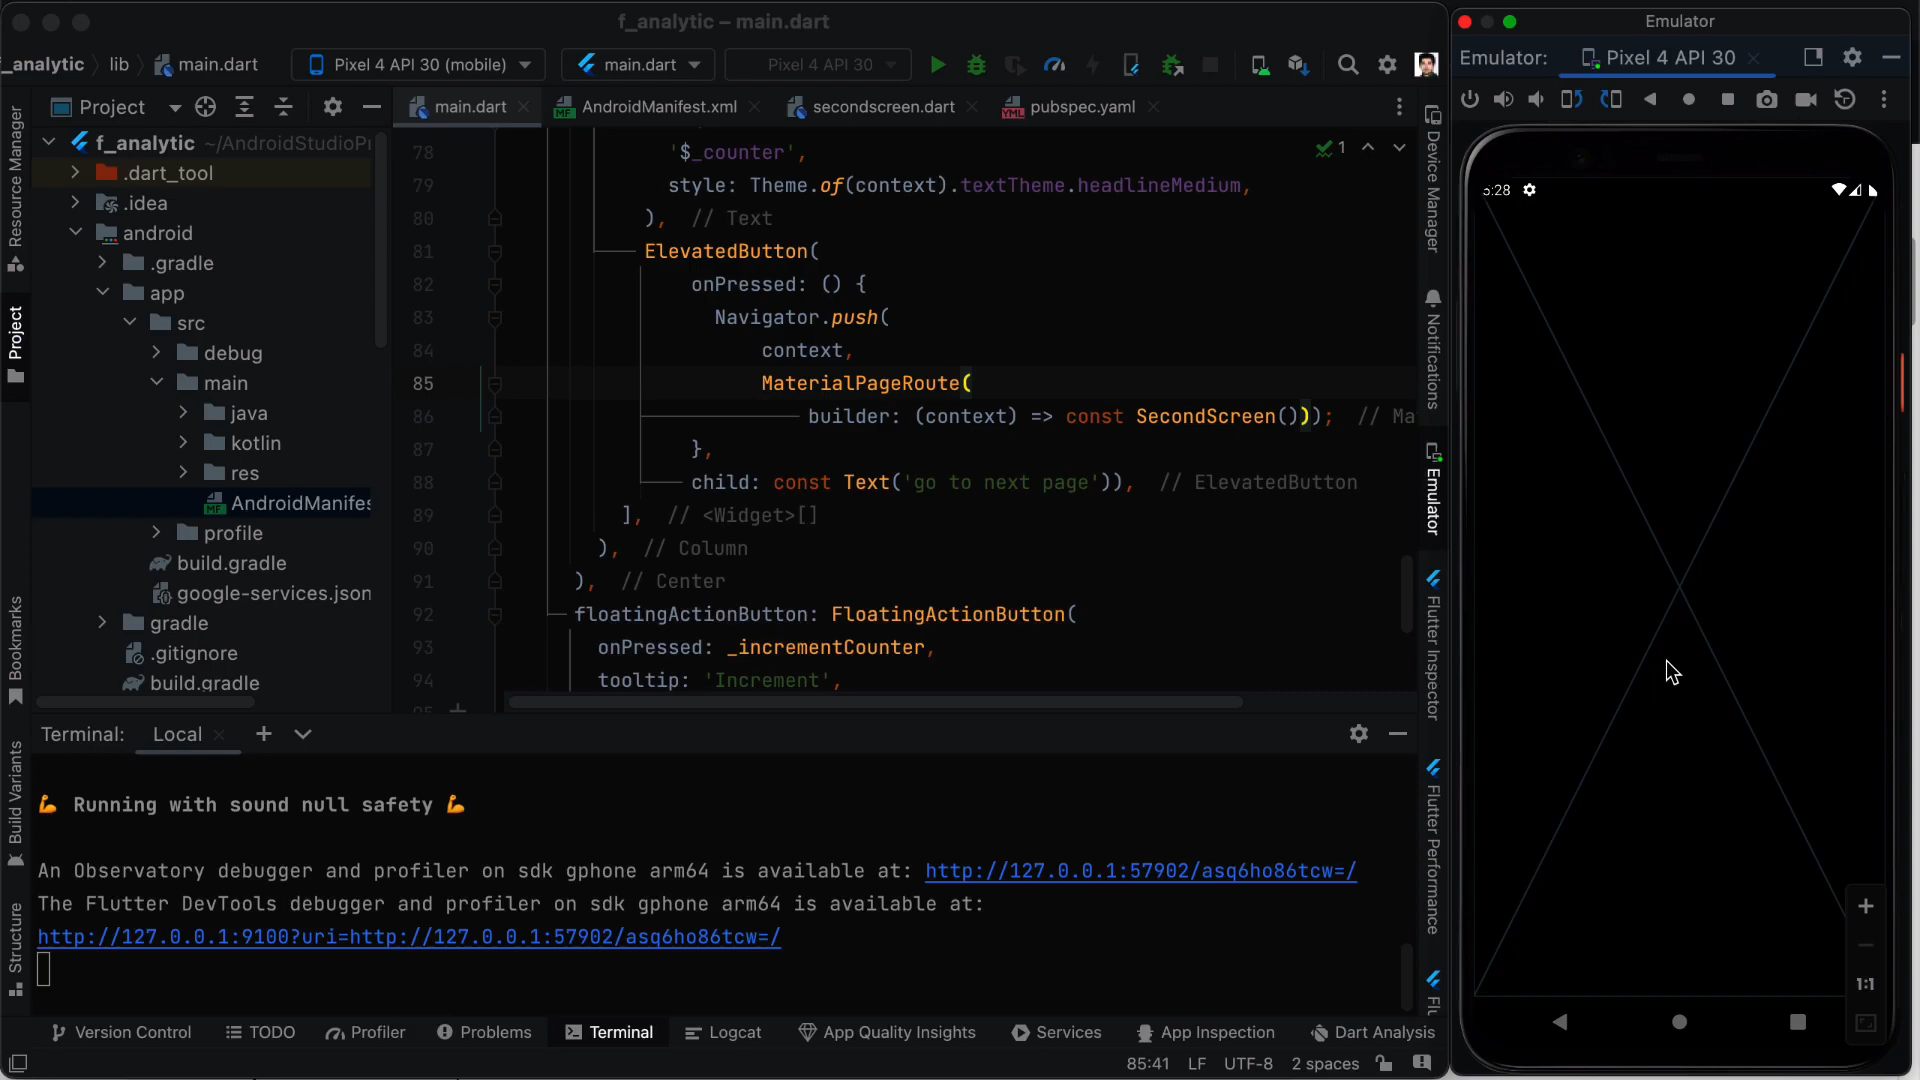 f_analytic – main.dart
_analytic
lib
main.dart
Pixel 4 API 30 (mobile)
main.dart
Pixel 4 API 30
Project
main.dart
AndroidManifest.xml
secondscreen.dart
pubspec.yaml
Resource Manager
Project
Bookmarks
Build Variants
Structure
f_analytic ~/AndroidStudioP
.dart_tool
.idea
android
.gradle
app
src
debug
main
java
kotlin
res
AndroidManifes
profile
build.gradle
google-services.json
gradle
.gitignore
build.gradle
78 '$_counter',
79 style: Theme.of(context).textTheme.headlineMedium,
80 ), // Text
81 ElevatedButton(
82 onPressed: () {
83 Navigator.push(
84 context,
85 MaterialPageRoute(
86 builder: (context) => const SecondScreen())); // Ma
87 },
88 child: const Text('go to next page')), // ElevatedButton
89 ], // <Widget>[]
90 ), // Column
91 ), // Center
92 floatingActionButton: FloatingActionButton(
93 onPressed: _incrementCounter,
94 tooltip: 'Increment',
95
1
Device Manager
Notifications
Emulator
Flutter Inspector
Flutter Performance
Fl
Terminal:
Local
💪 Running with sound null safety 💪
An Observatory debugger and profiler on sdk gphone arm64 is available at: http://127.0.0.1:57902/asq6ho86tcw=/
The Flutter DevTools debugger and profiler on sdk gphone arm64 is available at:
http://127.0.0.1:9100?uri=http://127.0.0.1:57902/asq6ho86tcw=/
Version Control
TODO
Profiler
Problems
Terminal
Logcat
App Quality Insights
Services
App Inspection
Dart Analysis
85:41 LF UTF-8 2 spaces
Emulator
Emulator:
Pixel 4 API 30
:28
1:1